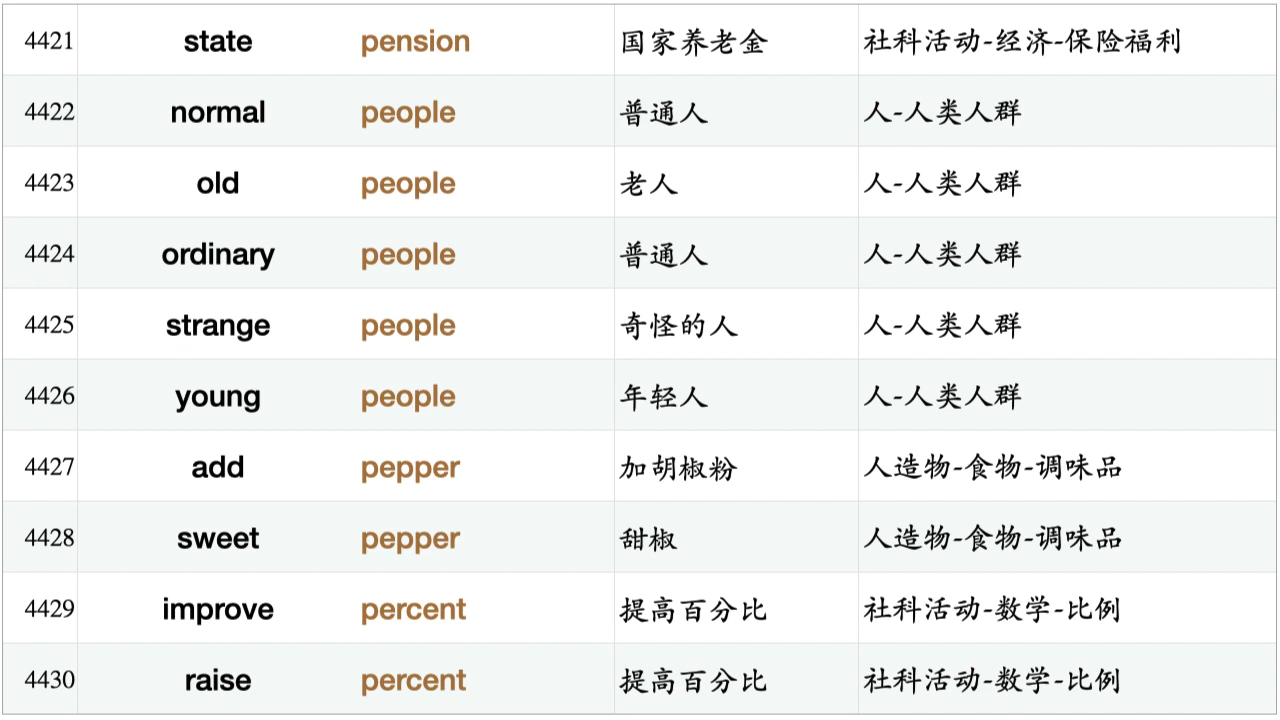 4421 state pension 国家养老金 社科活动-经济-保险福利
4422 normal people 普通人 人-人类人群
4423 old people 老人 人-人类人群
4424 ordinary people 普通人 人-人类人群
4425 strange people 奇怪的人 人-人类人群
4426 young people 年轻人 人-人类人群
4427 add pepper 加胡椒粉 人造物-食物-调味品
4428 sweet pepper 甜椒 人造物-食物-调味品
4429 improve percent 提高百分比 社科活动-数学-比例
4430 raise percent 提高百分比 社科活动-数学-比例